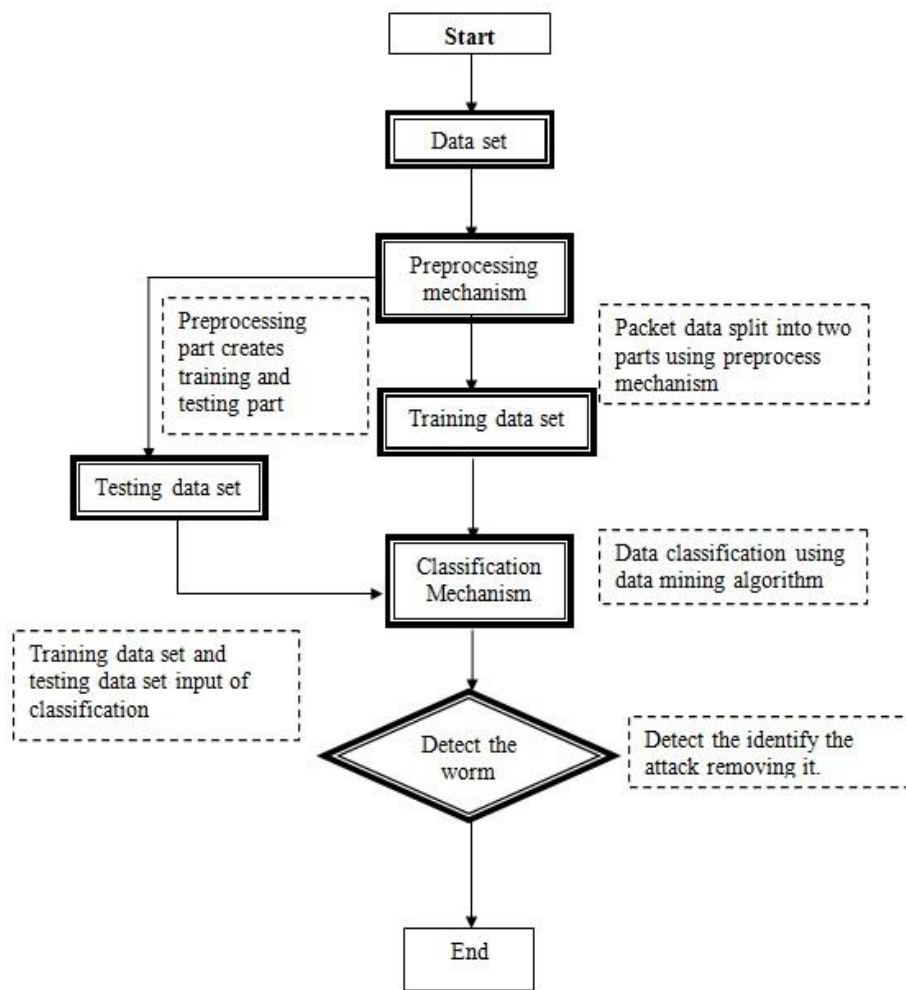 Start
Data set
Preprocessing
mechanism
Preprocessing
part creates
training and
testing part
Packet data split into two
parts using preprocess
mechanism
Training data set
Testing data set
Classification
Mechanism
Data classification using
data mining algorithm
Training data set and
testing data set input of
classification
Detect the
worm
Detect the identify the
attack removing it.
End